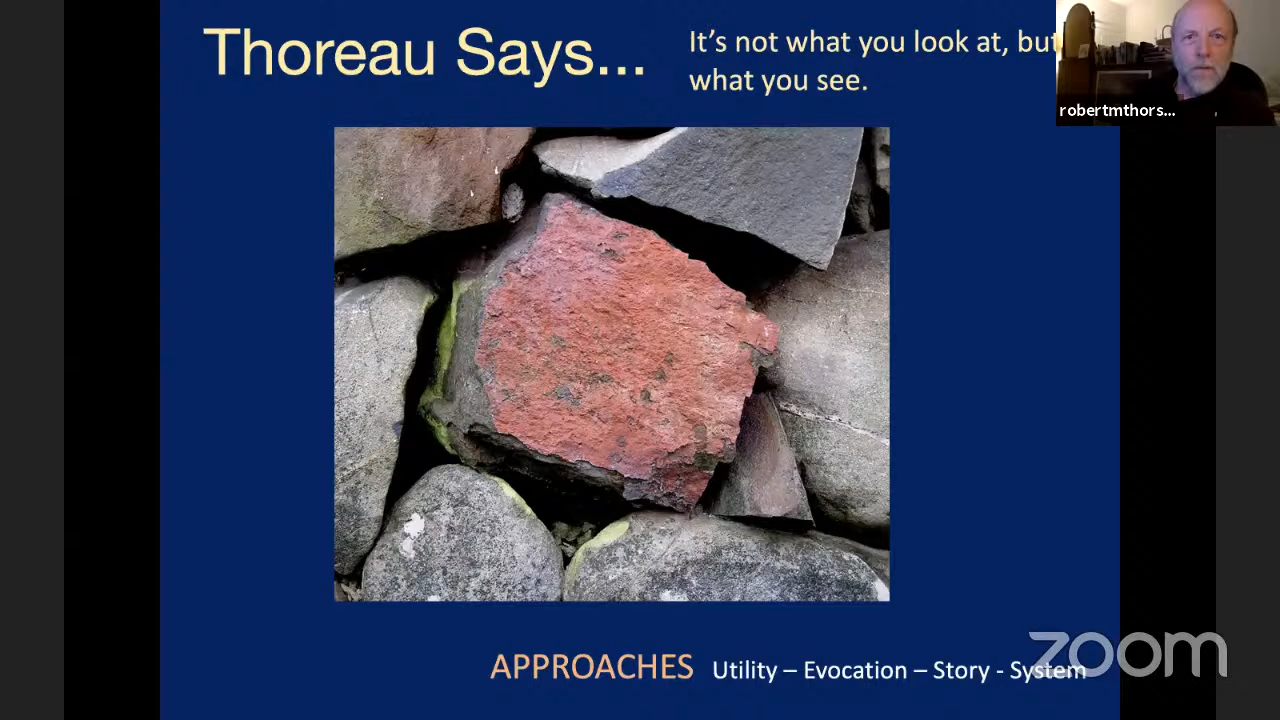 Thoreau Says...
It's not what you look at, but
what you see.
robertmthors...
APPROACHES Utility – Evocation – Story - System
zoom